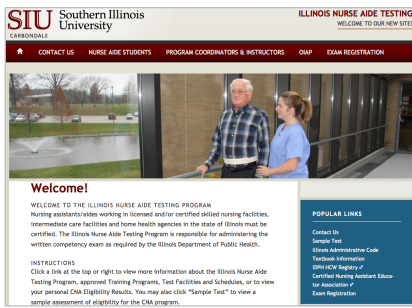 SIU Southern Illinois
University
CARBONDALE
ILLINOIS NURSE AIDE TESTING
WELCOME TO OUR NEW SITE!
CONTACT US NURSE AIDE STUDENTS PROGRAM COORDINATORS & INSTRUCTORS OIAP EXAM REGISTRATION
Welcome!
WELCOME TO THE ILLINOIS NURSE AIDE TESTING PROGRAM
Nursing assistants/aides working in licensed and/or certified skilled nursing facilities,
intermediate care facilities and home health agencies in the state of Illinois must be
certified. The Illinois Nurse Aide Testing Program is responsible for administering the
written competency exam as required by the Illinois Department of Public Health.
INSTRUCTIONS
Click a link at the top or right to view more information about the Illinois Nurse Aide
Testing Program, approved Training Programs, Test Facilities and Schedules, or to view
your personal CNA Eligibility Results. You may also click "Sample Test" to view a
sample assessment of eligibility for the CNA program.
POPULAR LINKS
Contact Us
Sample Test
Illinois Administrative Code
Textbook Information
IDPH HCW Registry
Certified Nursing Assistant Educa-
tor Association
Exam Registration